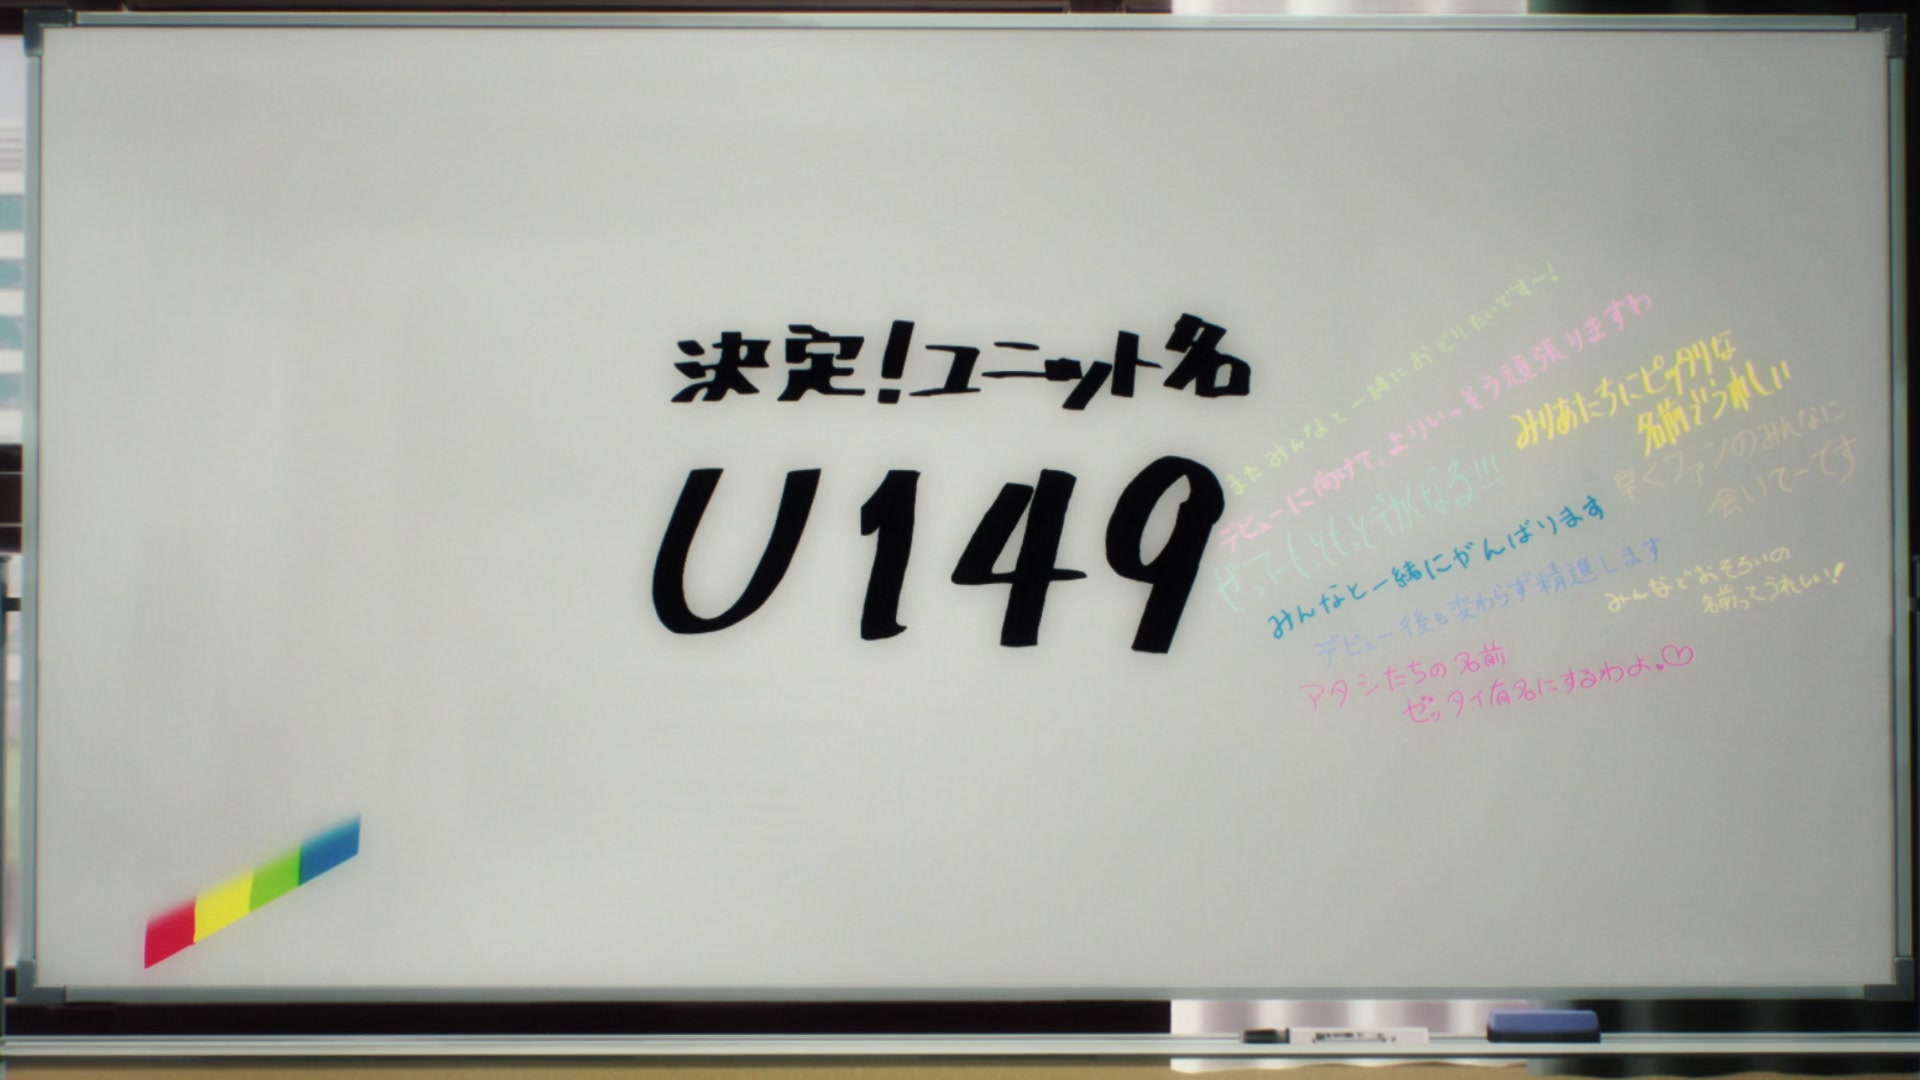 決定!ユニット名
U149
またみんなと一緒におどりたいです〜!
デビューに向けて、よりいっそう頑張りますわ
みりあたちにピッタリな
名前でうれしい
ぜってーもっともっとデカくなる!!!
早くファンのみんなに
会いてーです
みんなと一緒にがんばります
デビュー後も変わらず精進します
みんなでおそろいの
名前ってうれしい!
アタシたちの名前
ゼッタイ有名にするわよ♡